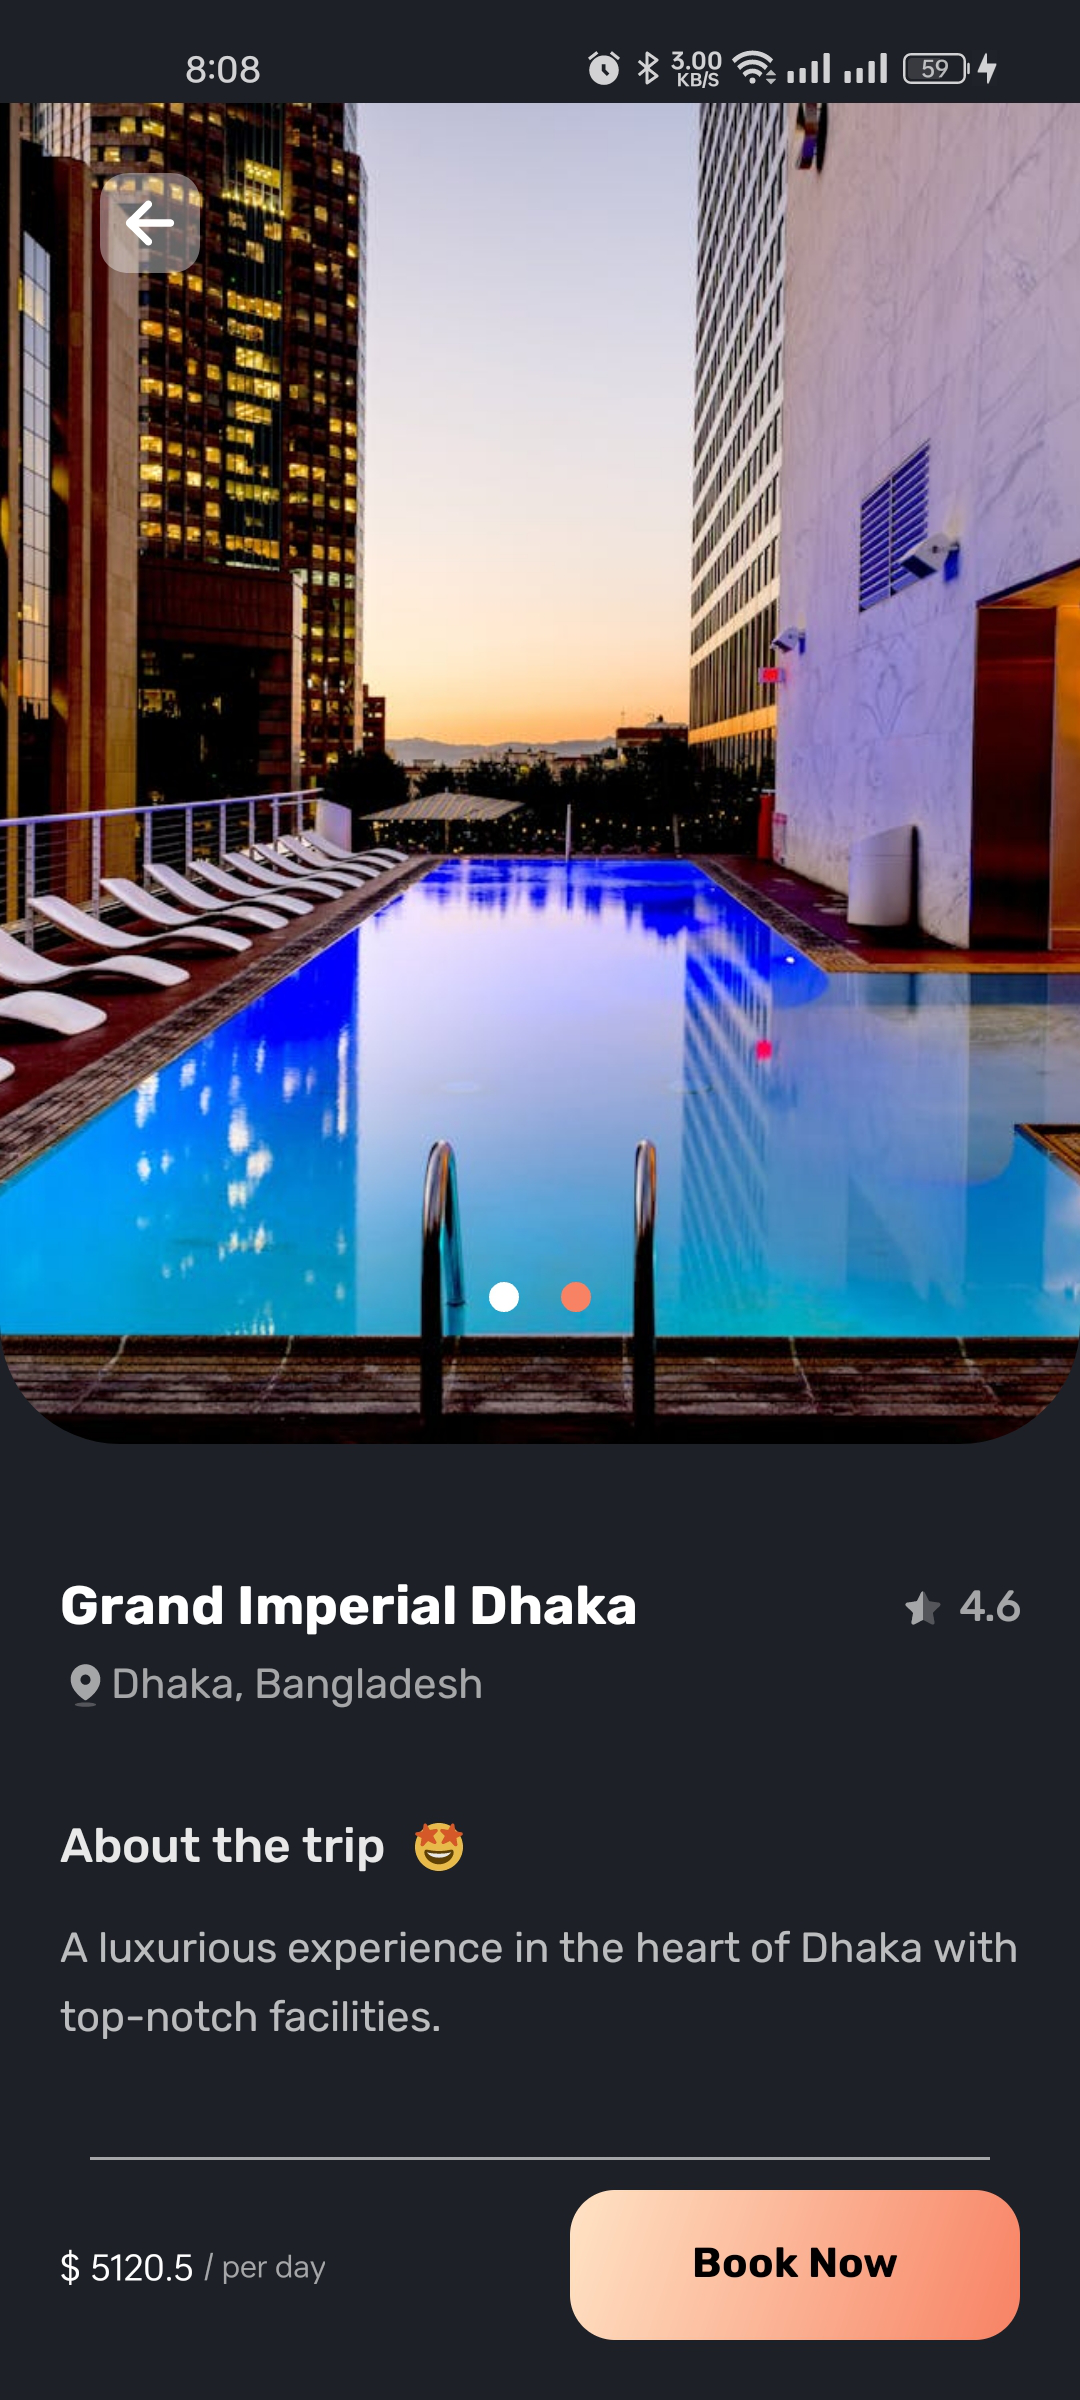 8:08
3.00
KB/S
59
Grand Imperial Dhaka
4.6
Dhaka, Bangladesh
About the trip 🤩
A luxurious experience in the heart of Dhaka with
top-notch facilities.
$ 5120.5 / per day
Book Now